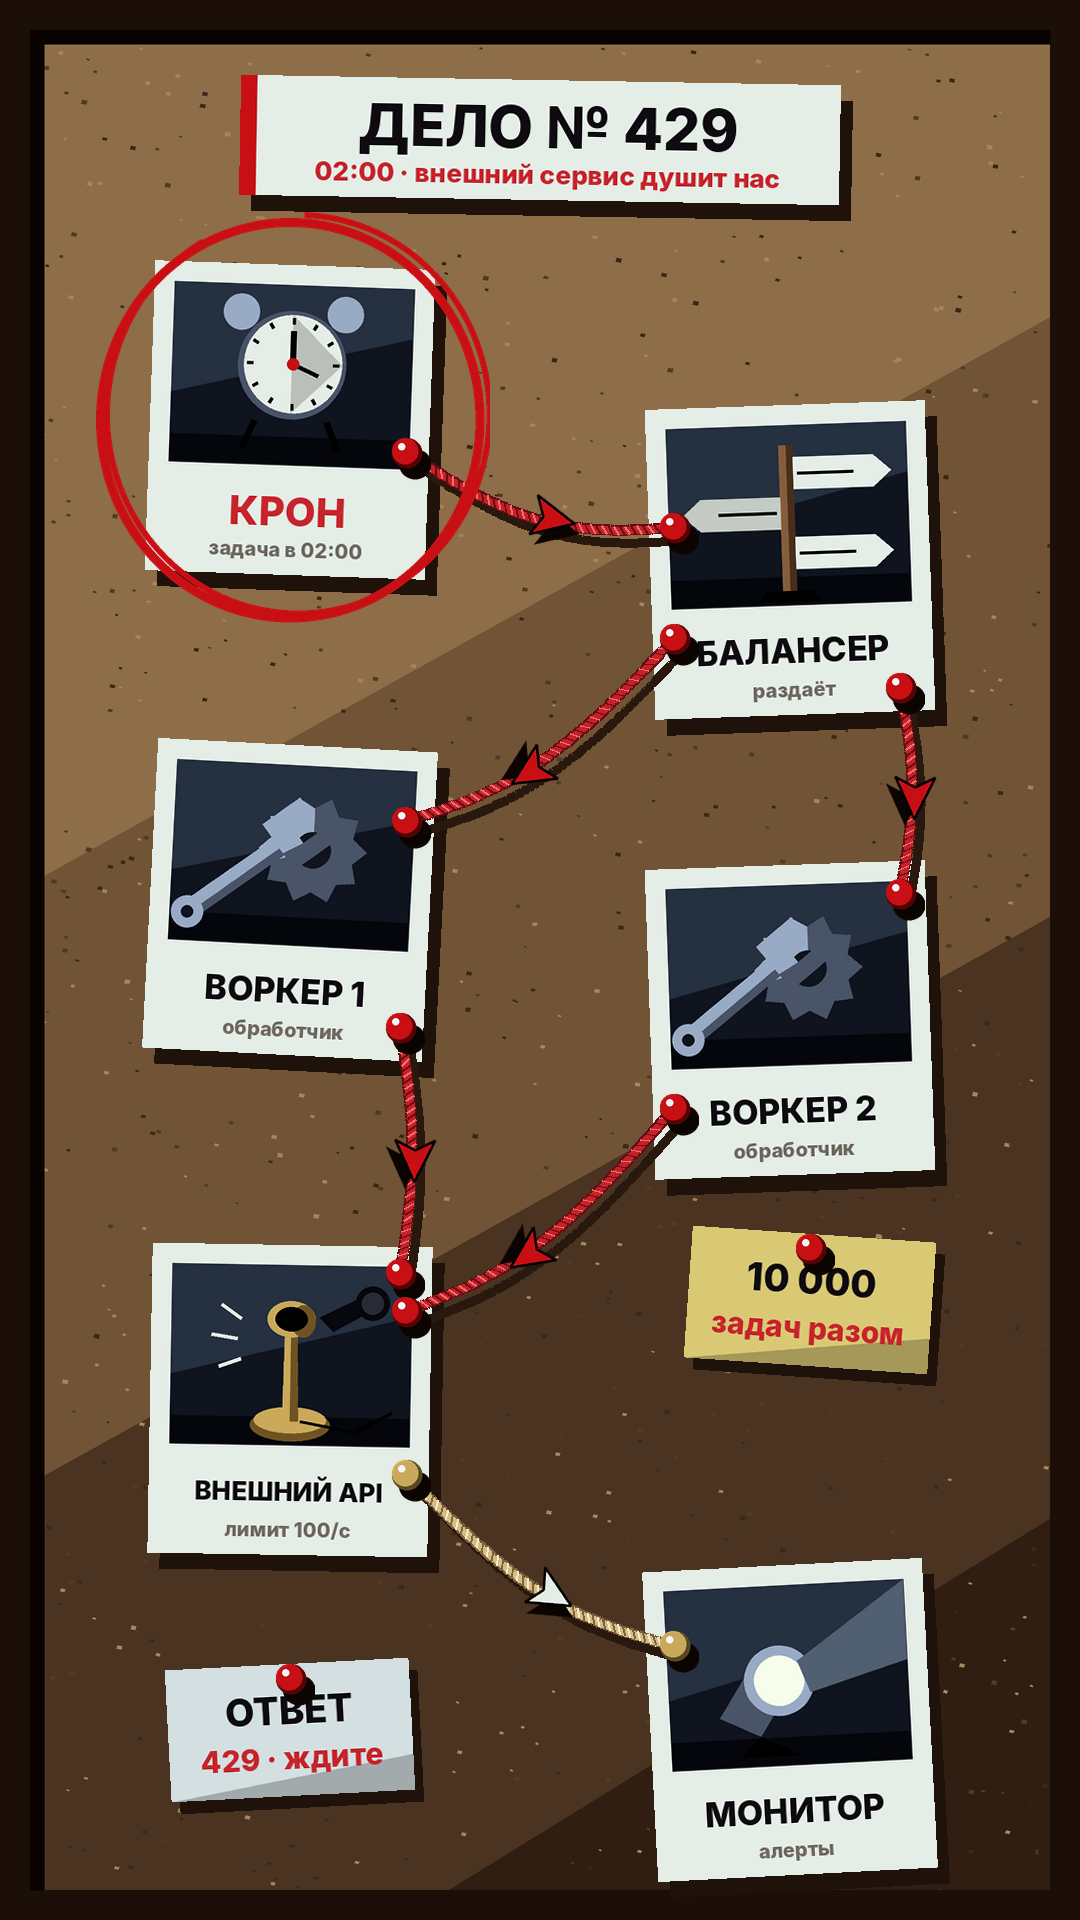 ДЕЛО № 429
02:00 · внешний сервис душит нас
КРОН
задача в 02:00
БАЛАНСЕР
раздаёт
ВОРКЕР 1
обработчик
ВОРКЕР 2
обработчик
10 000
задач разом
ВНЕШНИЙ API
лимит 100/с
ОТВЕТ
429 · ждите
МОНИТОР
алерты